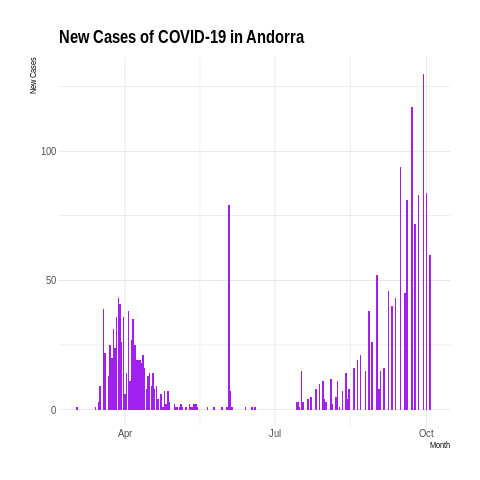 New Cases of COVID-19 in Andorra
New Cases
100
50
0
Apr
Jul
Oct
Month